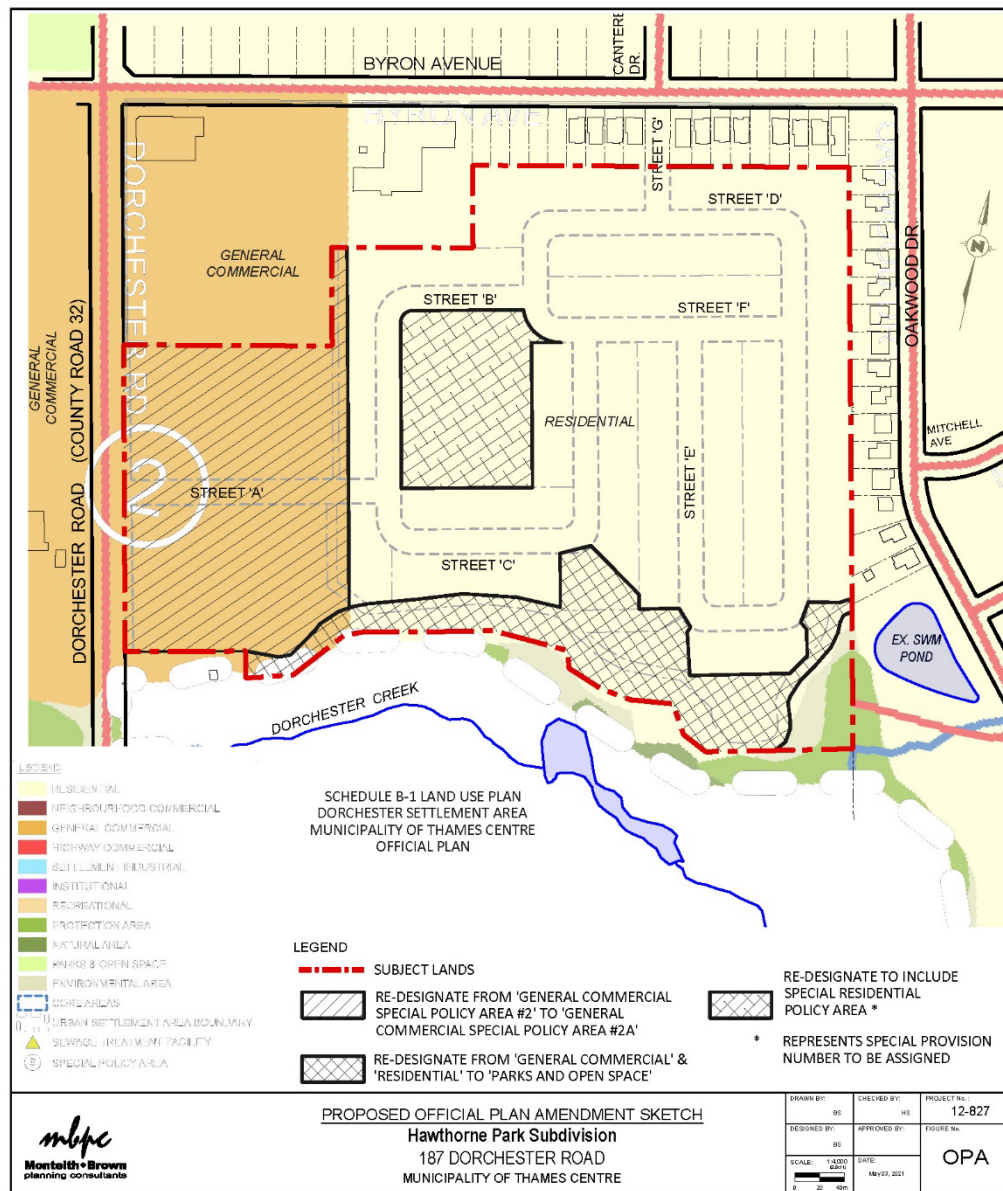 BYRON AVENUE
CANTER
DR.
BYRON AVE
STREET 'G'
STREET 'D'
DORCHESTER RD
GENERAL
COMMERCIAL
STREET 'B'
STREET 'F'
OAKWOOD DR.
GENERAL
COMMERCIAL
DORCHESTER ROAD (COUNTY ROAD 32)
RESIDENTIAL
MITCHELL
AVE
2
STREET 'A'
STREET 'E'
STREET 'C'
EX. SWM
POND
DORCHESTER CREEK
SCHEDULE B-1 LAND USE PLAN
DORCHESTER SETTLEMENT AREA
MUNICIPALITY OF THAMES CENTRE
OFFICIAL PLAN
LEGEND
RESIDENTIAL
NEIGHBOURHOOD COMMERCIAL
GENERAL COMMERCIAL
HIGHWAY COMMERCIAL
SETTLEMENT INDUSTRIAL
INSTITUTIONAL
RECREATIONAL
PROTECTION AREA
NATURAL AREA
PARKS & OPEN SPACE
ENVIRONMENTAL AREA
CORE AREAS
URBAN SETTLEMENT AREA BOUNDARY
SEWAGE TREATMENT FACILITY
# SPECIAL POLICY AREA
LEGEND
SUBJECT LANDS
RE-DESIGNATE FROM 'GENERAL COMMERCIAL
SPECIAL POLICY AREA #2' TO 'GENERAL
COMMERCIAL SPECIAL POLICY AREA #2A'
RE-DESIGNATE FROM 'GENERAL COMMERCIAL' &
'RESIDENTIAL' TO 'PARKS AND OPEN SPACE'
RE-DESIGNATE TO INCLUDE
SPECIAL RESIDENTIAL
POLICY AREA *
* REPRESENTS SPECIAL PROVISION
NUMBER TO BE ASSIGNED
mbpc
Monteith•Brown
planning consultants
PROPOSED OFFICIAL PLAN AMENDMENT SKETCH
Hawthorne Park Subdivision
187 DORCHESTER ROAD
MUNICIPALITY OF THAMES CENTRE
DRAWN BY:
BS
CHECKED BY:
HS
PROJECT No.:
12-827
DESIGNED BY:
BS
APPROVED BY:
FIGURE No.
OPA
SCALE: 1:4,000
0 20 40m
DATE:
May 03, 2021